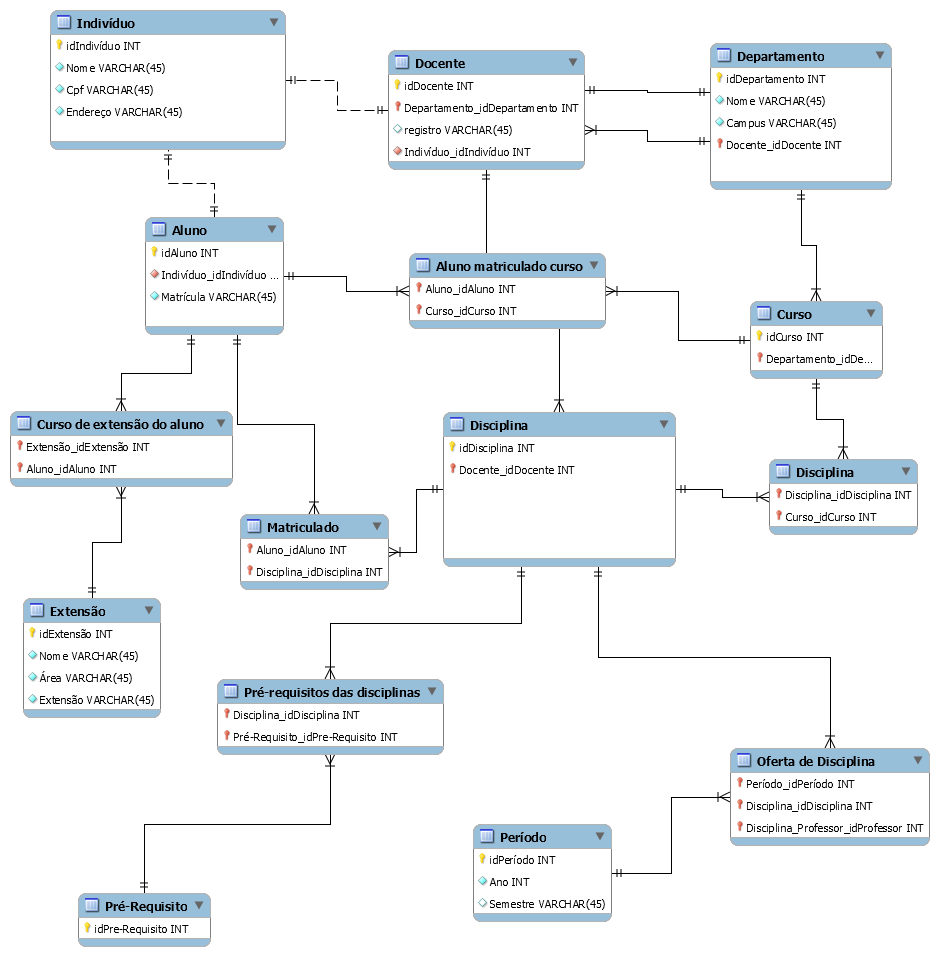 Indivíduo
idIndivíduo INT
Nome VARCHAR(45)
Cpf VARCHAR(45)
Endereço VARCHAR(45)
Docente
idDocente INT
Departamento_idDepartamento INT
registro VARCHAR(45)
Indivíduo_idIndivíduo INT
Departamento
idDepartamento INT
Nome VARCHAR(45)
Campus VARCHAR(45)
Docente_idDocente INT
Aluno
idAluno INT
Indivíduo_idIndivíduo ...
Matrícula VARCHAR(45)
Aluno matriculado curso
Aluno_idAluno INT
Curso_idCurso INT
Curso
idCurso INT
Departamento_idDe...
Curso de extensão do aluno
Extensão_idExtensão INT
Aluno_idAluno INT
Disciplina
idDisciplina INT
Docente_idDocente INT
Disciplina
Disciplina_idDisciplina INT
Curso_idCurso INT
Matriculado
Aluno_idAluno INT
Disciplina_idDisciplina INT
Extensão
idExtensão INT
Nome VARCHAR(45)
Área VARCHAR(45)
Extensão VARCHAR(45)
Pré-requisitos das disciplinas
Disciplina_idDisciplina INT
Pré-Requisito_idPre-Requisito INT
Oferta de Disciplina
Período_idPeríodo INT
Disciplina_idDisciplina INT
Disciplina_Professor_idProfessor INT
Período
idPeríodo INT
Ano INT
Semestre VARCHAR(45)
Pré-Requisito
idPre-Requisito INT